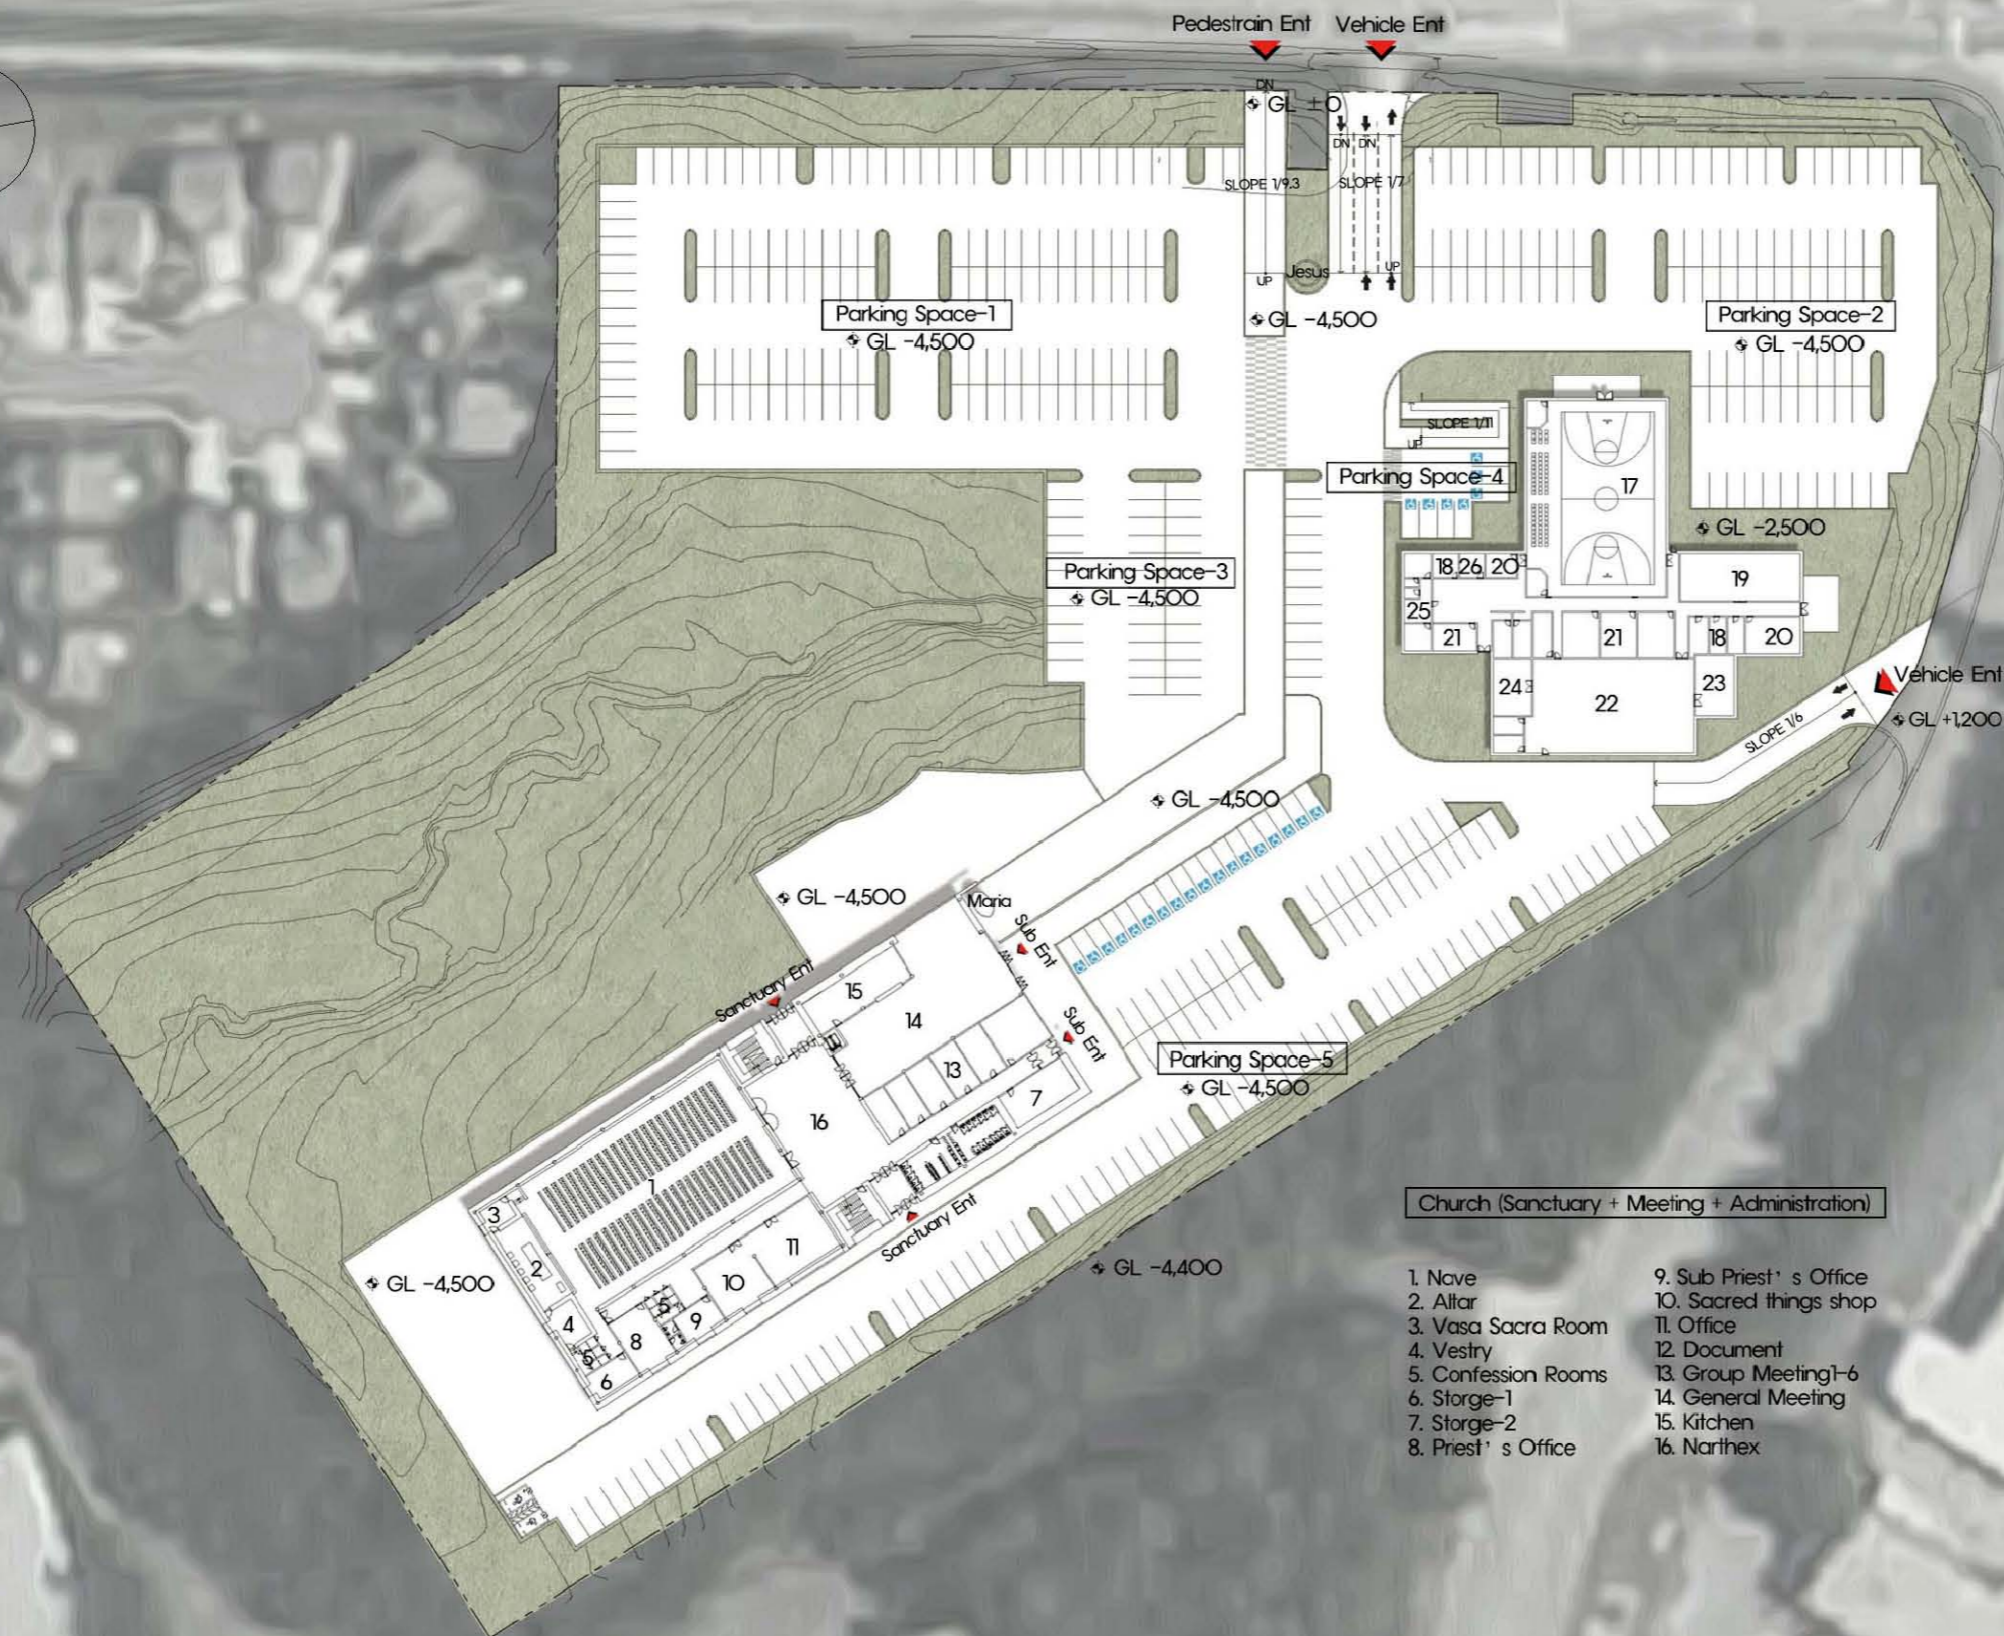 Pedestrain Ent Vehicle Ent
DN
GL ±0
DN DN
SLOPE 1/9.3 SLOPE 1/7
UP Jesus UP
Parking Space-1
GL -4,500
GL -4,500
Parking Space-2
GL -4,500
SLOPE 1/11
UP
Parking Space-4
17
GL -2,500
Parking Space-3
GL -4,500
18 26 20
19
25
21 21 18 20
24 22 23
Vehicle Ent
GL +1,200
SLOPE 1/6
GL -4,500
GL -4,500
Maria
Sub Ent
Sanctuary Ent
15
14
Sub Ent
13
7
Parking Space-5
GL -4,500
16
1
3
Sanctuary Ent
11
2
10
GL -4,500
GL -4,400
5
9
4
8
5
6
Church (Sanctuary + Meeting + Administration)
1. Nave
2. Altar
3. Vasa Sacra Room
4. Vestry
5. Confession Rooms
6. Storge-1
7. Storge-2
8. Priest' s Office
9. Sub Priest' s Office
10. Sacred things shop
11. Office
12. Document
13. Group Meeting1-6
14. General Meeting
15. Kitchen
16. Narthex